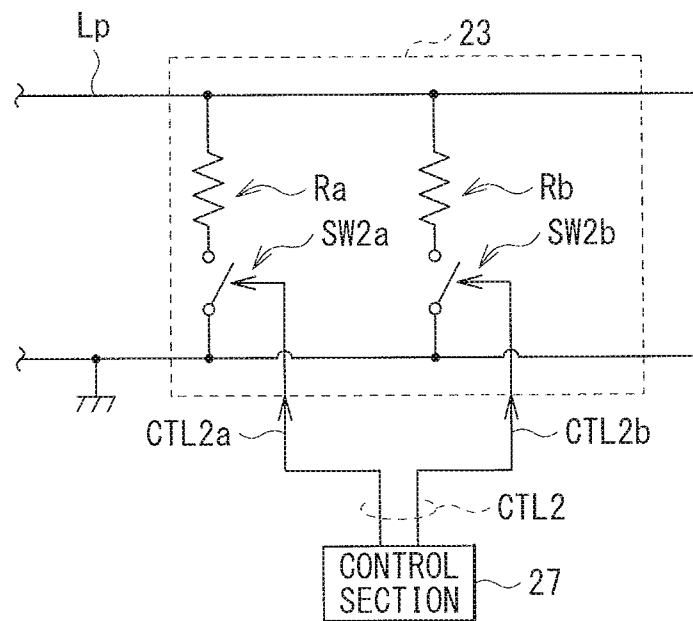 Lp
23
Ra
Rb
SW2a
SW2b
CTL2a
CTL2b
CTL2
CONTROL
SECTION
27